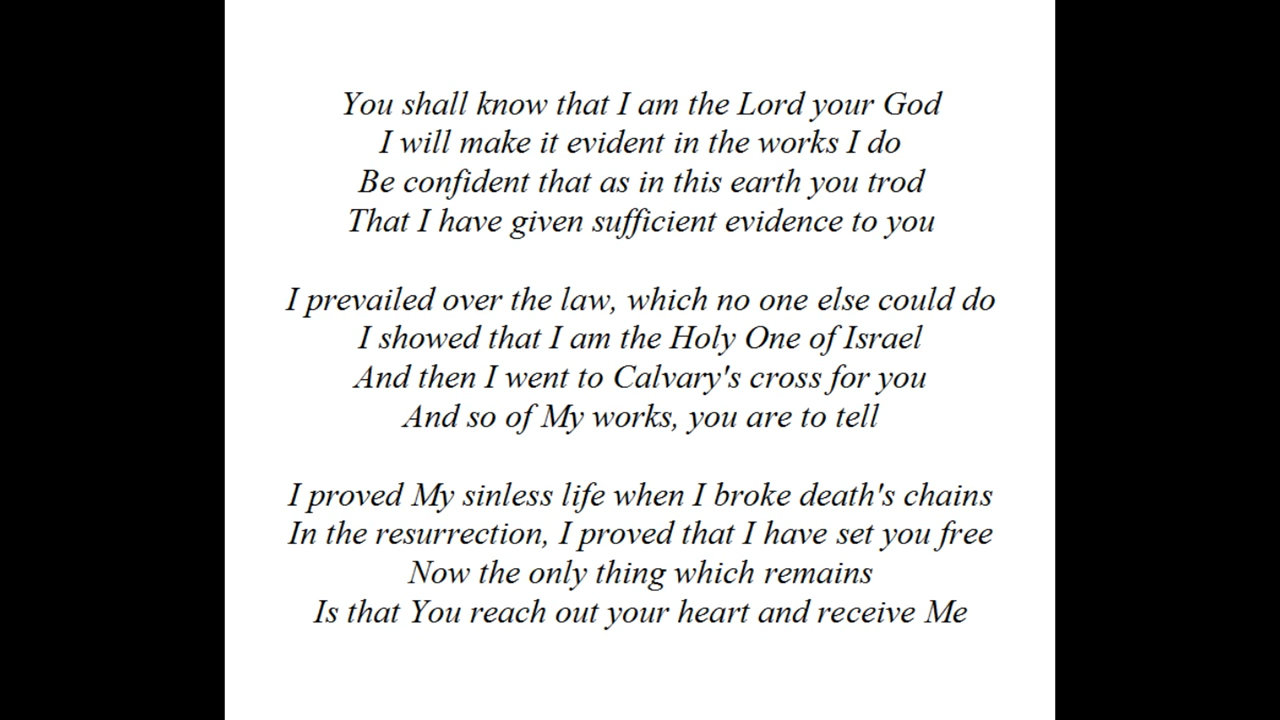 You shall know that I am the Lord your God
I will make it evident in the works I do
Be confident that as in this earth you trod
That I have given sufficient evidence to you
I prevailed over the law, which no one else could do
I showed that I am the Holy One of Israel
And then I went to Calvary's cross for you
And so of My works, you are to tell
I proved My sinless life when I broke death's chains
In the resurrection, I proved that I have set you free
Now the only thing which remains
Is that You reach out your heart and receive Me